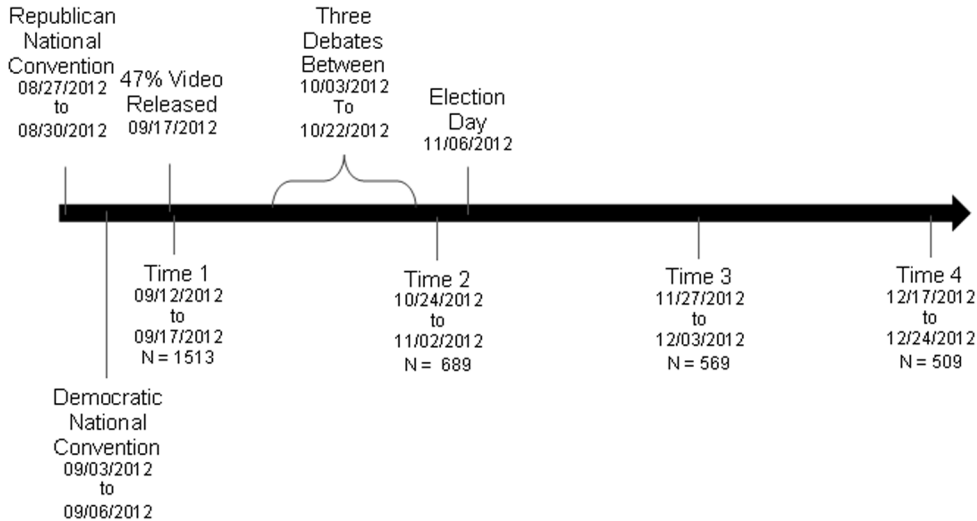 Republican
National
Convention
08/27/2012
to
08/30/2012
47% Video
Released
09/17/2012
Three
Debates
Between
10/03/2012
To
10/22/2012
Election
Day
11/06/2012
Time 1
09/12/2012
to
09/17/2012
N = 1513
Time 2
10/24/2012
to
11/02/2012
N = 689
Time 3
11/27/2012
to
12/03/2012
N = 569
Time 4
12/17/2012
to
12/24/2012
N = 509
Democratic
National
Convention
09/03/2012
to
09/06/2012